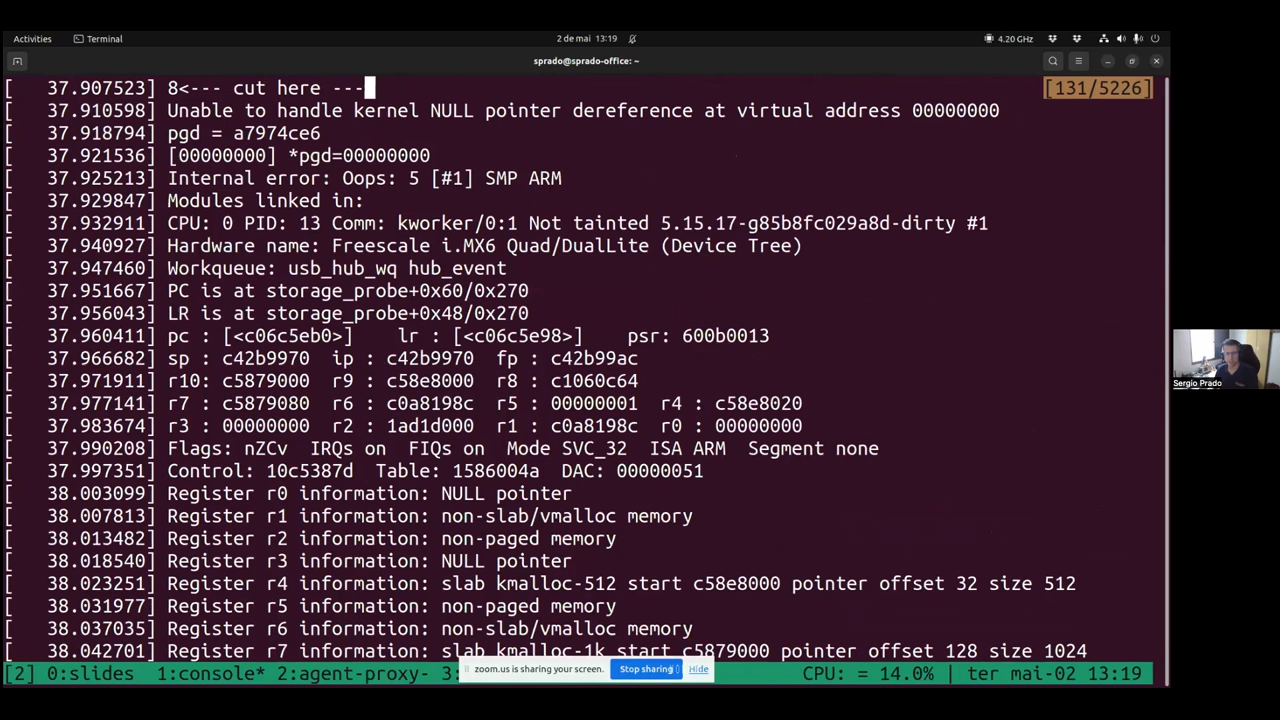 Activities Terminal 2 de mai 13:19 4.20 GHz
sprado@sprado-office: ~
[ 37.907523] 8<--- cut here --- [131/5226]
[ 37.910598] Unable to handle kernel NULL pointer dereference at virtual address 00000000
[ 37.918794] pgd = a7974ce6
[ 37.921536] [00000000] *pgd=00000000
[ 37.925213] Internal error: Oops: 5 [#1] SMP ARM
[ 37.929847] Modules linked in:
[ 37.932911] CPU: 0 PID: 13 Comm: kworker/0:1 Not tainted 5.15.17-g85b8fc029a8d-dirty #1
[ 37.940927] Hardware name: Freescale i.MX6 Quad/DualLite (Device Tree)
[ 37.947460] Workqueue: usb_hub_wq hub_event
[ 37.951667] PC is at storage_probe+0x60/0x270
[ 37.956043] LR is at storage_probe+0x48/0x270
[ 37.960411] pc : [<c06c5eb0>] lr : [<c06c5e98>] psr: 600b0013
[ 37.966682] sp : c42b9970 ip : c42b9970 fp : c42b99ac
[ 37.971911] r10: c5879000 r9 : c58e8000 r8 : c1060c64
[ 37.977141] r7 : c5879080 r6 : c0a8198c r5 : 00000001 r4 : c58e8020
[ 37.983674] r3 : 00000000 r2 : 1ad1d000 r1 : c0a8198c r0 : 00000000
[ 37.990208] Flags: nZCv IRQs on FIQs on Mode SVC_32 ISA ARM Segment none
[ 37.997351] Control: 10c5387d Table: 1586004a DAC: 00000051
[ 38.003099] Register r0 information: NULL pointer
[ 38.007813] Register r1 information: non-slab/vmalloc memory
[ 38.013482] Register r2 information: non-paged memory
[ 38.018540] Register r3 information: NULL pointer
[ 38.023251] Register r4 information: slab kmalloc-512 start c58e8000 pointer offset 32 size 512
[ 38.031977] Register r5 information: non-paged memory
[ 38.037035] Register r6 information: non-slab/vmalloc memory
[ 38.042701] Register r7 information: slab kmalloc-1k start c5879000 pointer offset 128 size 1024
[2] 0:slides 1:console* 2:agent-proxy- 3: CPU: = 14.0% | ter mai-02 13:19
zoom.us is sharing your screen. Stop sharing Hide
Sergio Prado